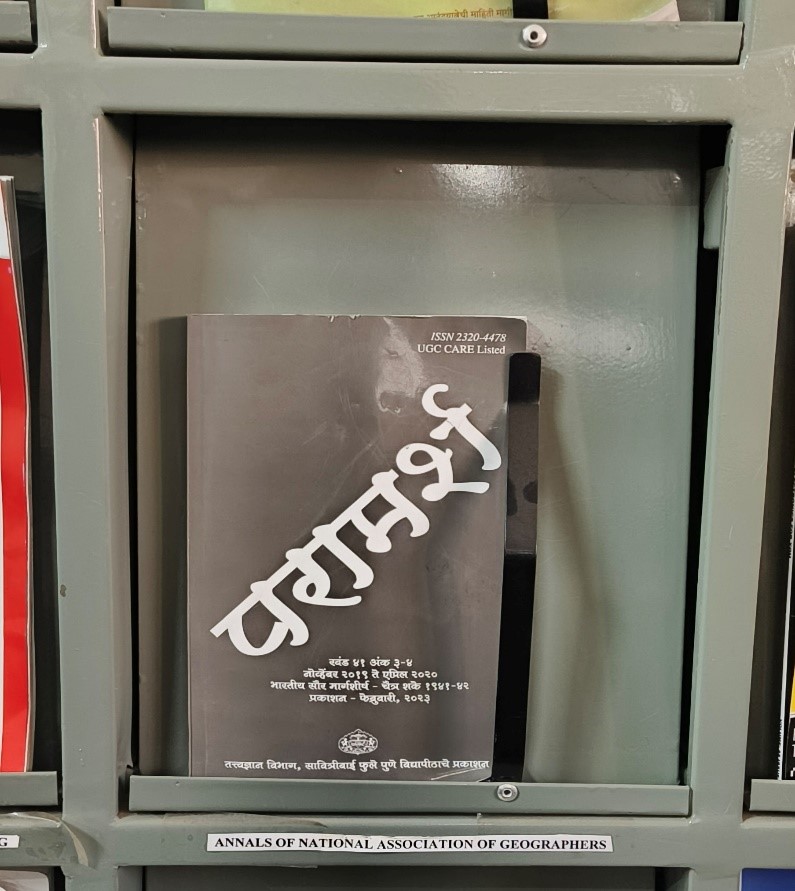 माहिती
ISSN 2320-4478
UGC CARE Listed
परामर्श
खंड ४१ अंक ३-४
नोव्हेंबर २०१९ ते एप्रिल २०२०
भारतीय सौर मार्गशीर्ष - चैत्र शके १९४१-४२
प्रकाशन - फेब्रुवारी, २०२३
तत्त्वज्ञान विभाग, सावित्रीबाई फुले पुणे विद्यापीठाचे प्रकाशन
G
ANNALS OF NATIONAL ASSOCIATION OF GEOGRAPHERS